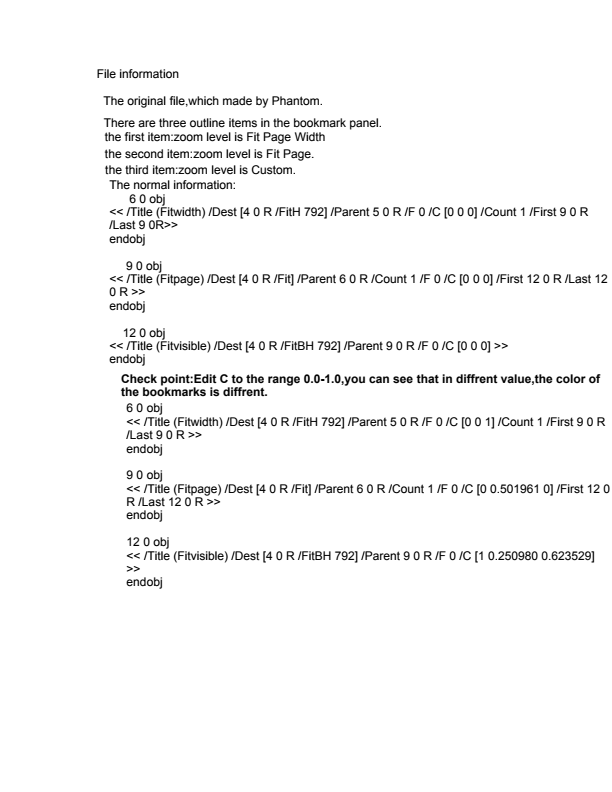 File information
The original file,which made by Phantom.
There are three outline items in the bookmark panel.
the first item:zoom level is Fit Page Width
the second item:zoom level is Fit Page.
the third item:zoom level is Custom.
The normal information:
6 0 obj
<< /Title (Fitwidth) /Dest [4 0 R /FitH 792] /Parent 5 0 R /F 0 /C [0 0 0] /Count 1 /First 9 0 R
/Last 9 0R>>
endobj
9 0 obj
<< /Title (Fitpage) /Dest [4 0 R /Fit] /Parent 6 0 R /Count 1 /F 0 /C [0 0 0] /First 12 0 R /Last 12
0 R >>
endobj
12 0 obj
<< /Title (Fitvisible) /Dest [4 0 R /FitBH 792] /Parent 9 0 R /F 0 /C [0 0 0] >>
endobj
Check point:Edit C to the range 0.0-1.0,you can see that in diffrent value,the color of
the bookmarks is diffrent.
6 0 obj
<< /Title (Fitwidth) /Dest [4 0 R /FitH 792] /Parent 5 0 R /F 0 /C [0 0 1] /Count 1 /First 9 0 R
/Last 9 0 R >>
endobj
9 0 obj
<< /Title (Fitpage) /Dest [4 0 R /Fit] /Parent 6 0 R /Count 1 /F 0 /C [0 0.501961 0] /First 12 0
R /Last 12 0 R >>
endobj
12 0 obj
<< /Title (Fitvisible) /Dest [4 0 R /FitBH 792] /Parent 9 0 R /F 0 /C [1 0.250980 0.623529]
>>
endobj